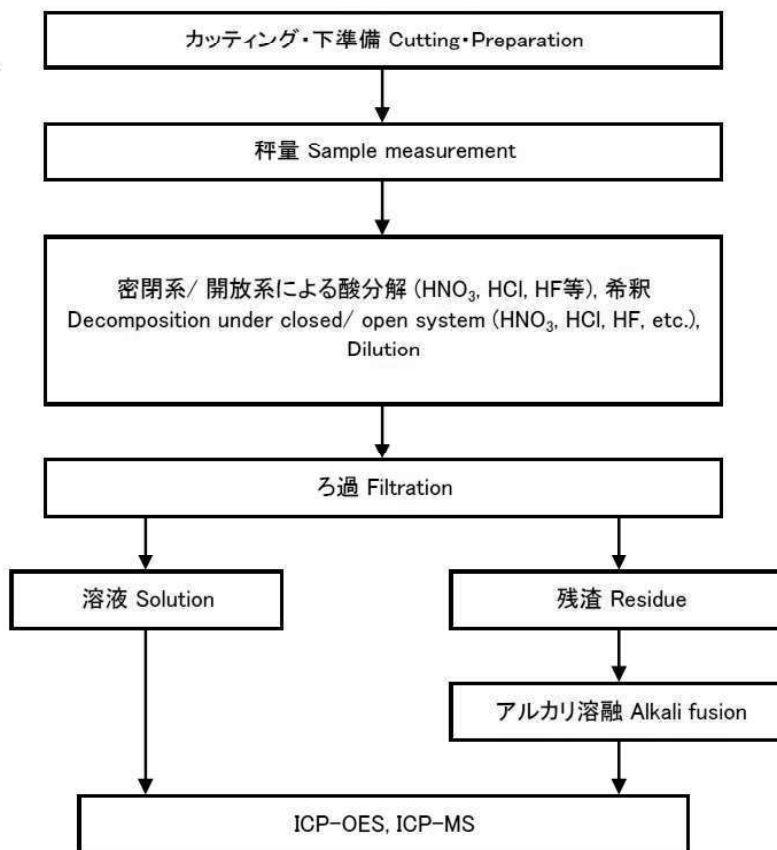 カッティング・下準備 Cutting・Preparation
秤量 Sample measurement
密閉系/ 開放系による酸分解 (HNO₃, HCl, HF等), 希釈
Decomposition under closed/ open system (HNO₃, HCl, HF, etc.),
Dilution
ろ過 Filtration
溶液 Solution
残渣 Residue
アルカリ溶融 Alkali fusion
ICP-OES, ICP-MS